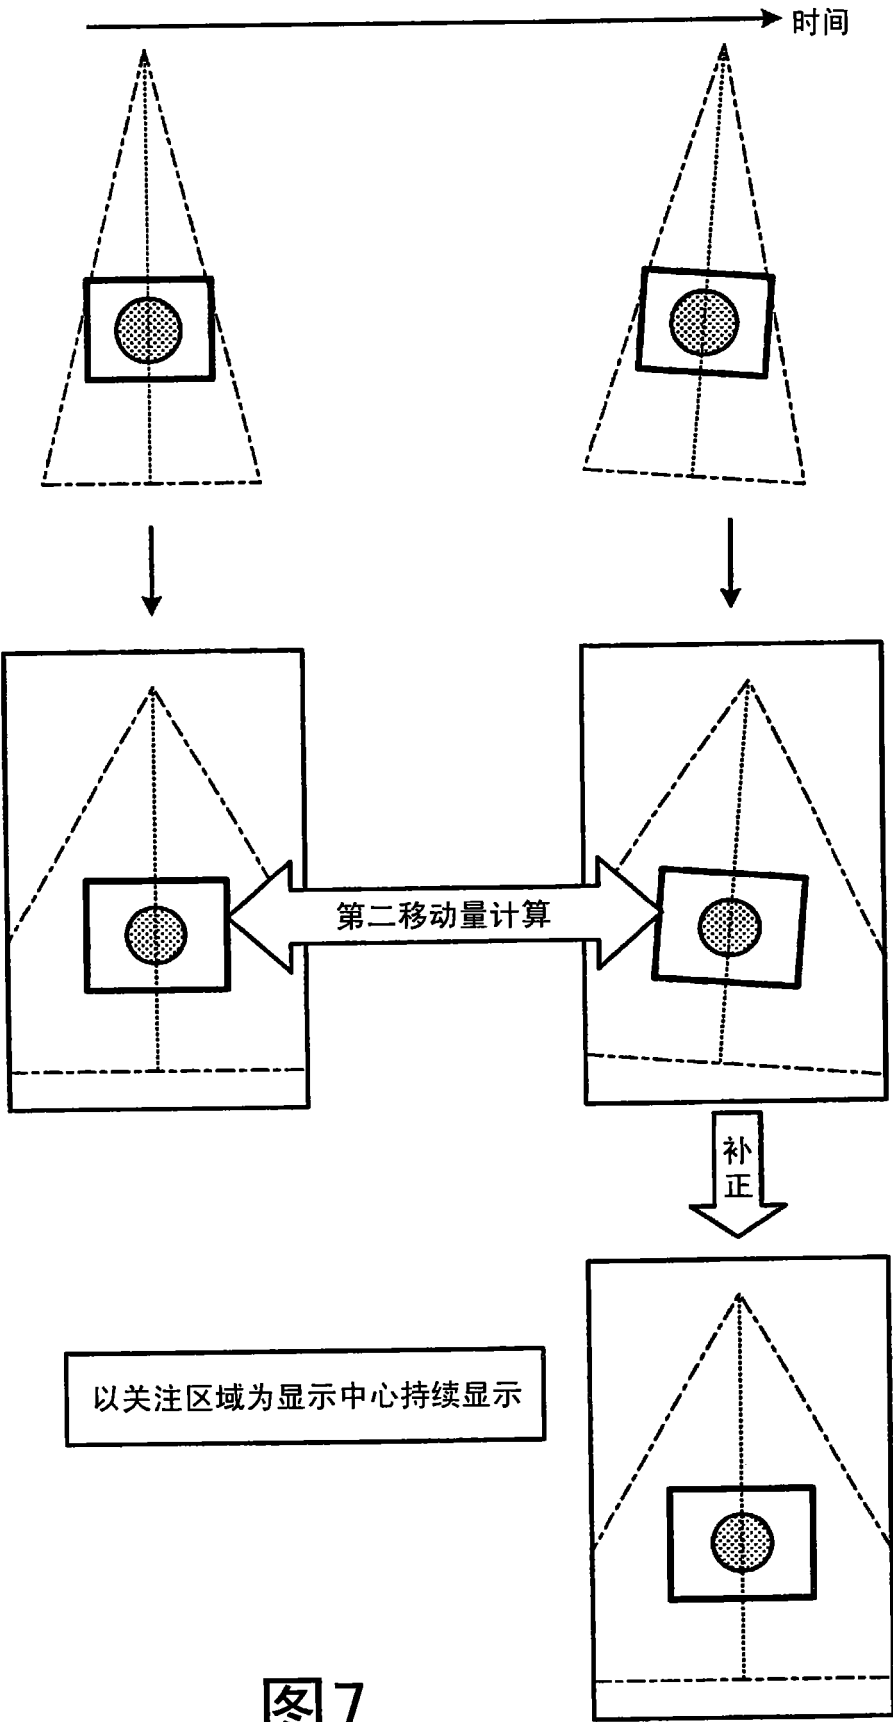 时间
第二移动量计算
补
正
以关注区域为显示中心持续显示
图7